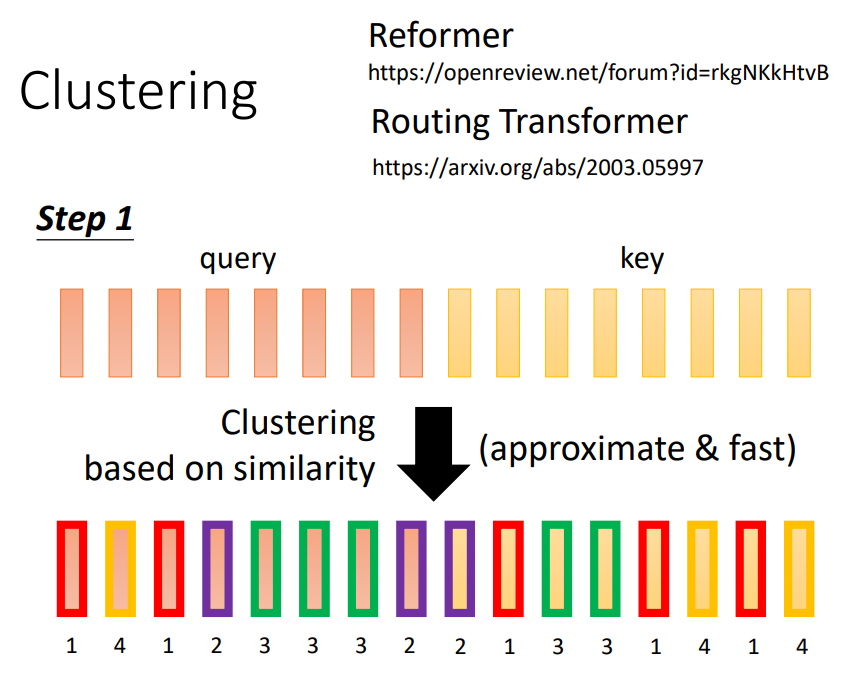 Clustering
Reformer
https://openreview.net/forum?id=rkgNKkHtvB
Routing Transformer
https://arxiv.org/abs/2003.05997
Step 1
query
key
Clustering
based on similarity
(approximate & fast)
1 4 1 2 3 3 3 2 2 1 3 3 1 4 1 4